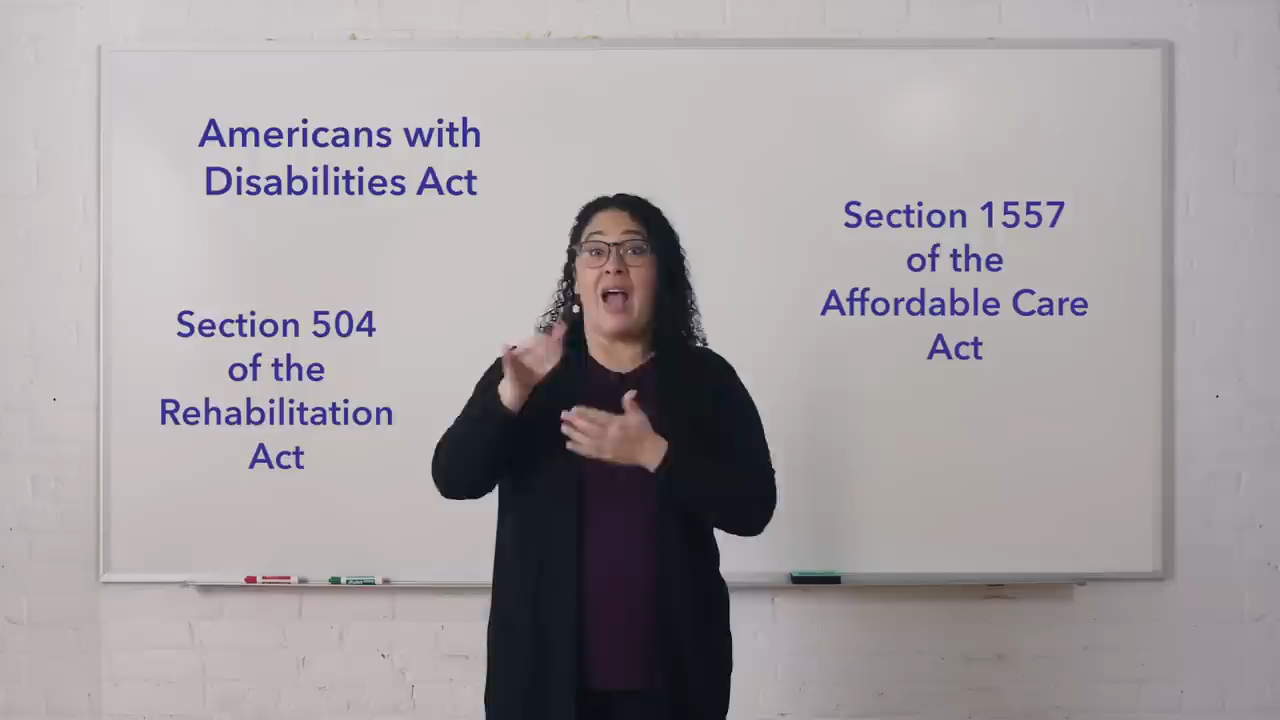 Americans with
Disabilities Act
Section 504
of the
Rehabilitation
Act
Section 1557
of the
Affordable Care
Act